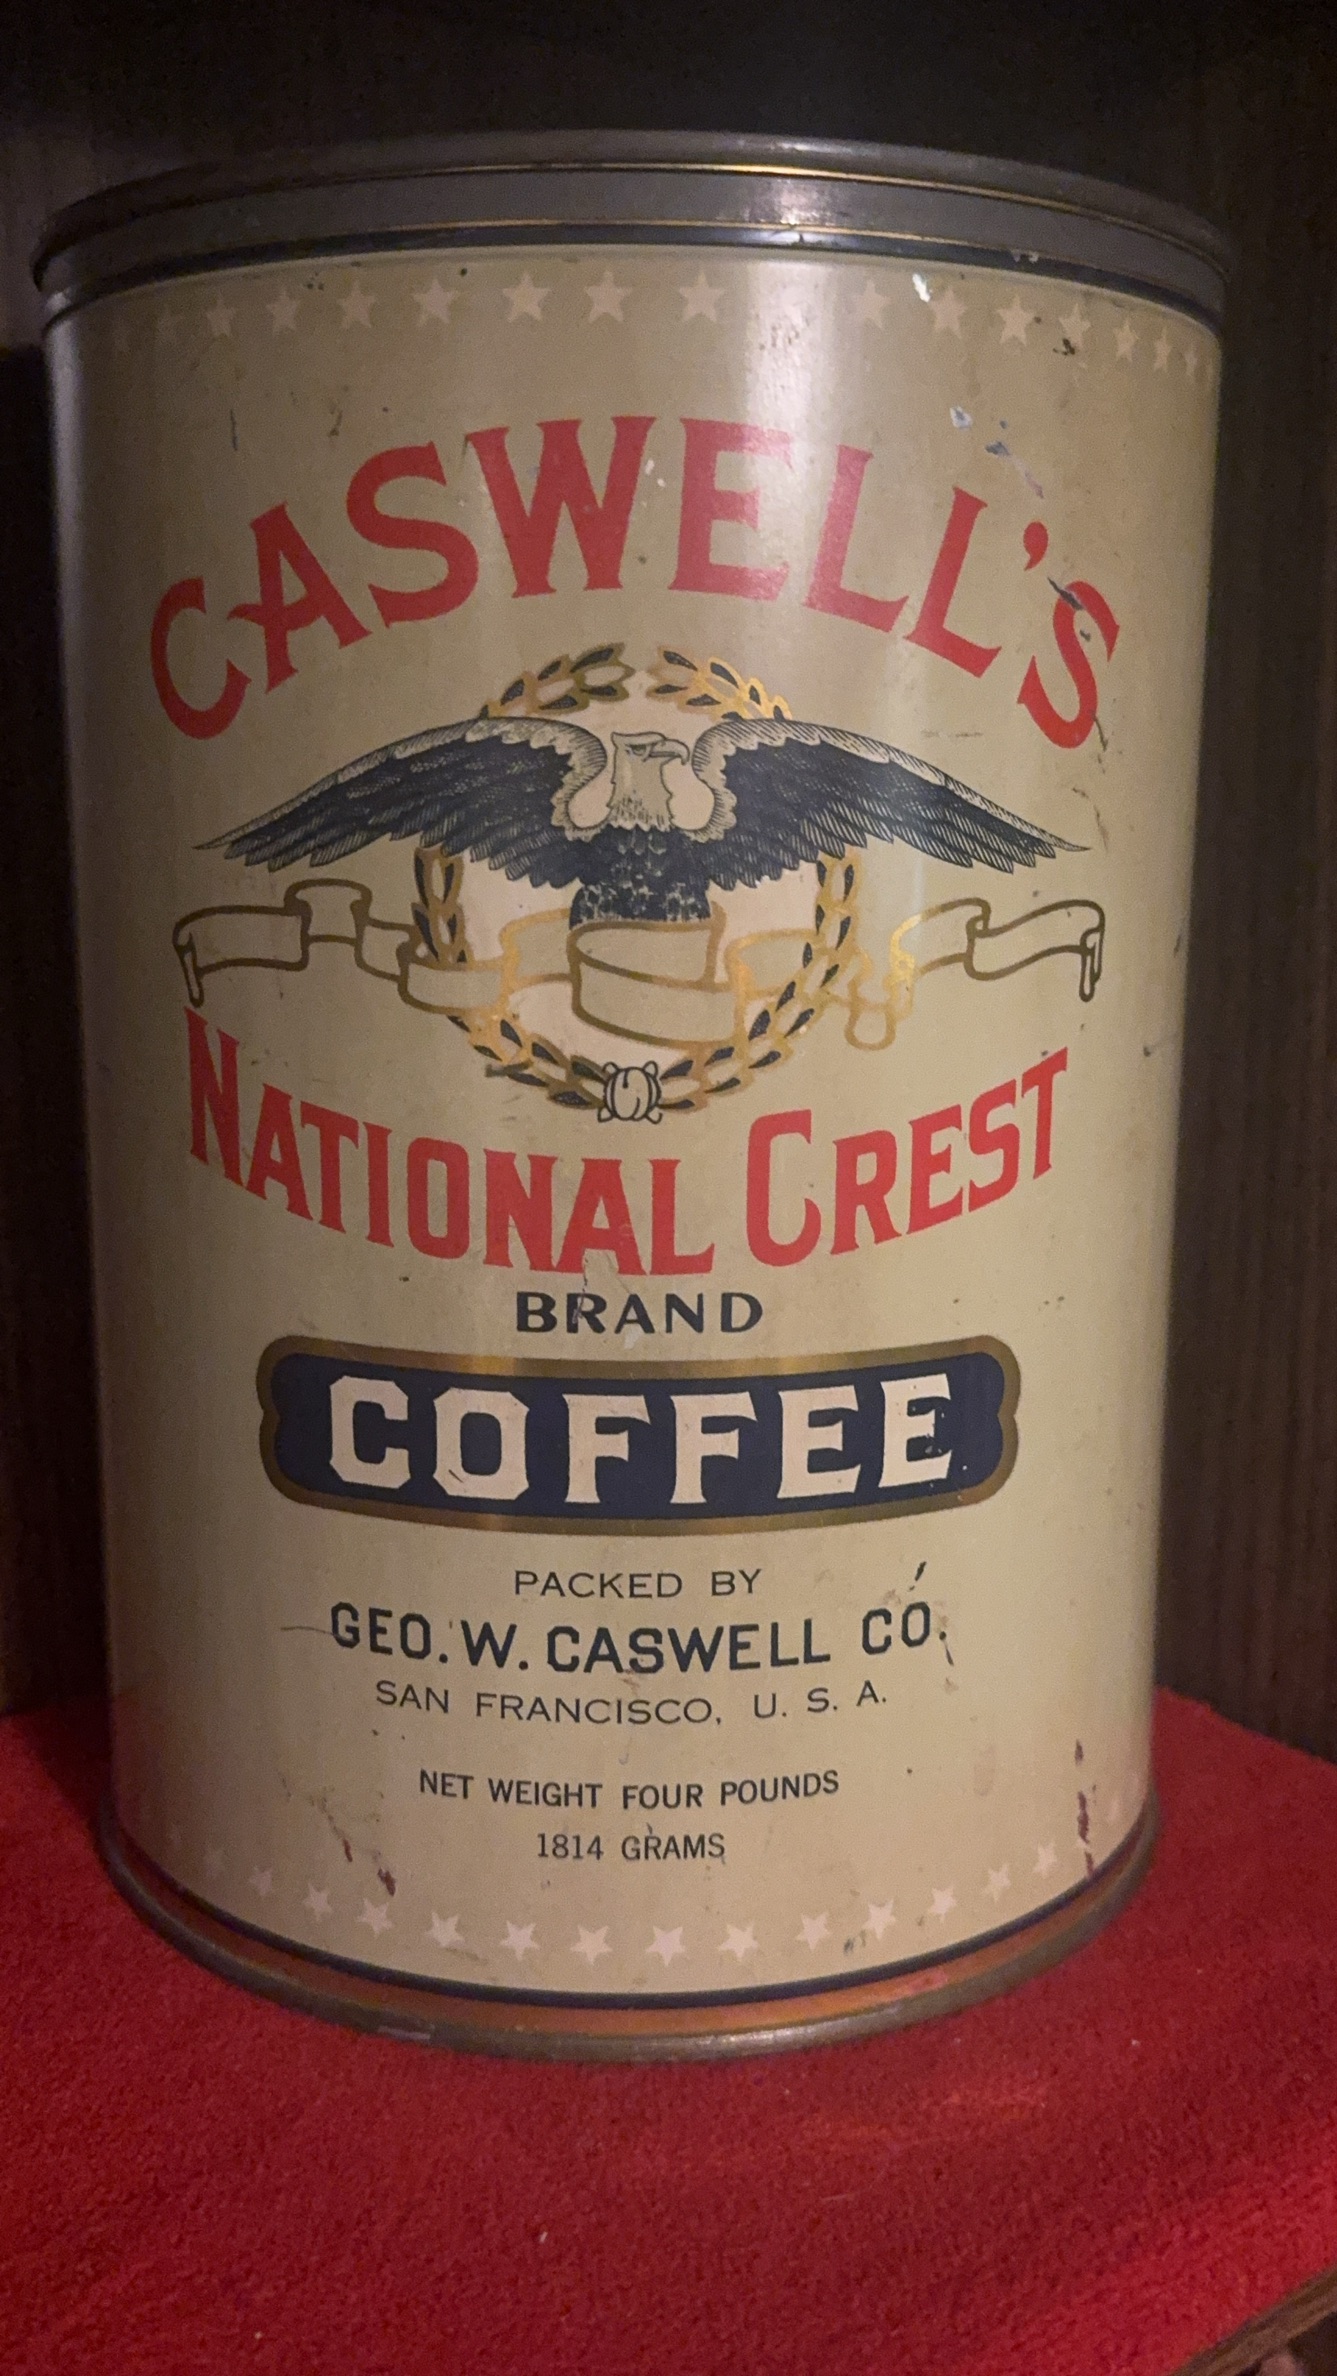 CASWELL'S
NATIONAL CREST
BRAND
COFFEE
PACKED BY
GEO. W. CASWELL CO.
SAN FRANCISCO, U. S. A.
NET WEIGHT FOUR POUNDS
1814 GRAMS